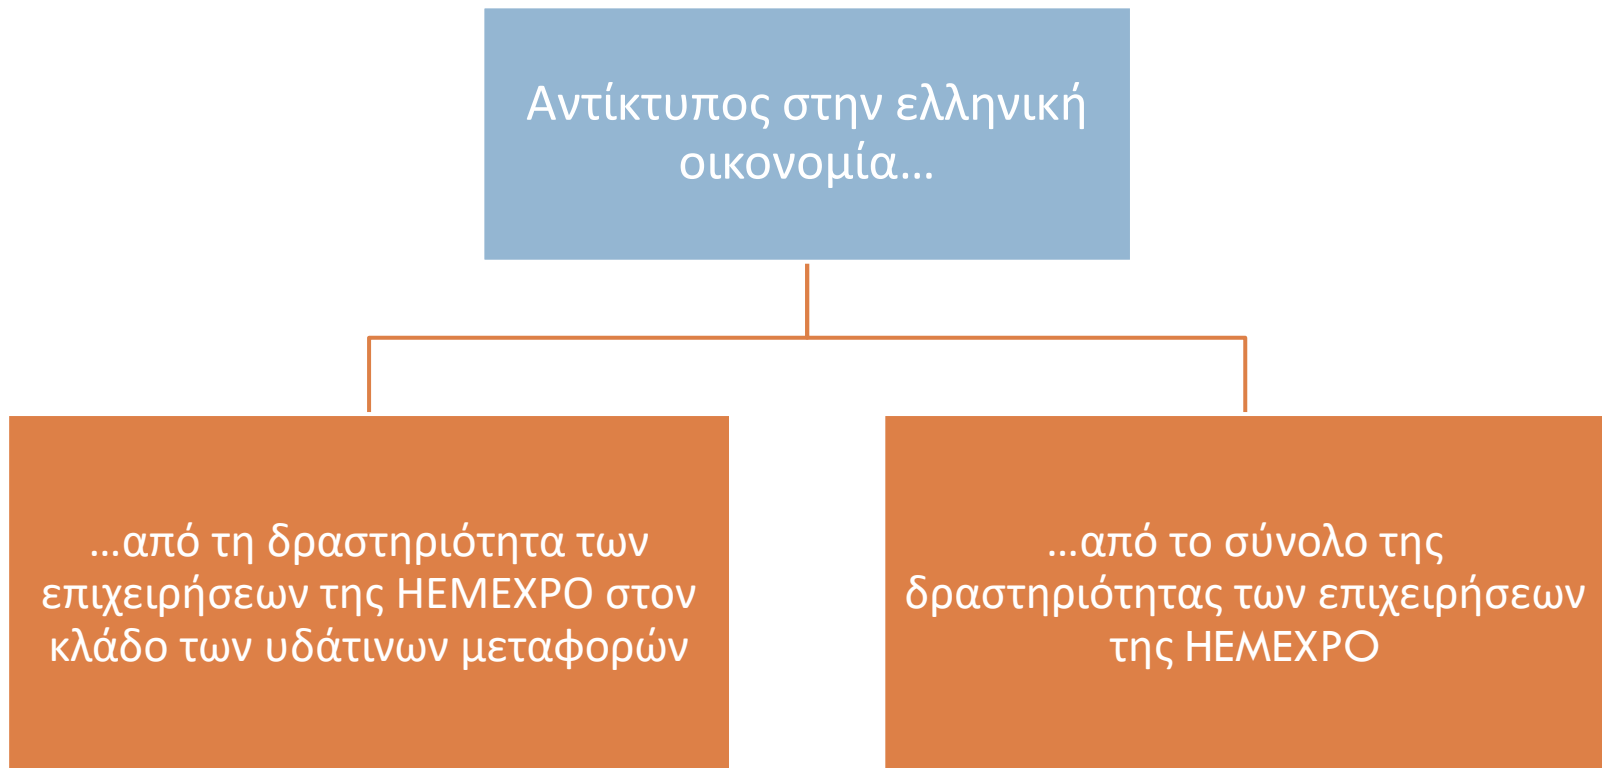 Αντίκτυπος στην ελληνική
οικονομία…
…από τη δραστηριότητα των
επιχειρήσεων της HEMEXPO στον
κλάδο των υδάτινων μεταφορών
…από το σύνολο της
δραστηριότητας των επιχειρήσεων
της HEMEXPO